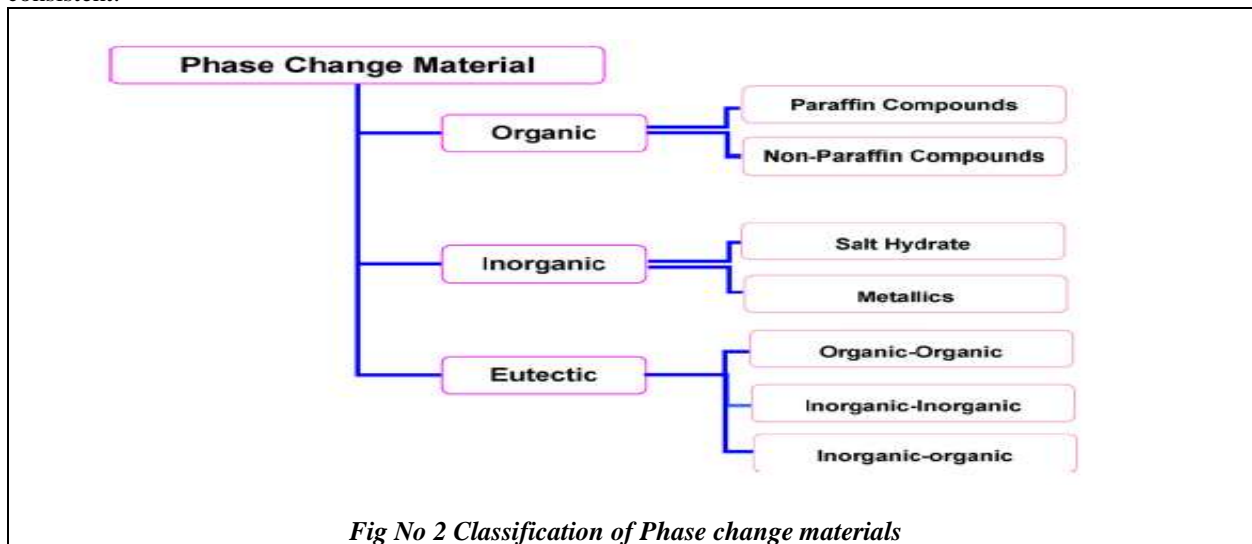 Phase Change Material
Organic
Paraffin Compounds
Non-Paraffin Compounds
Inorganic
Salt Hydrate
Metallics
Eutectic
Organic-Organic
Inorganic-Inorganic
Inorganic-organic
Fig No 2 Classification of Phase change materials